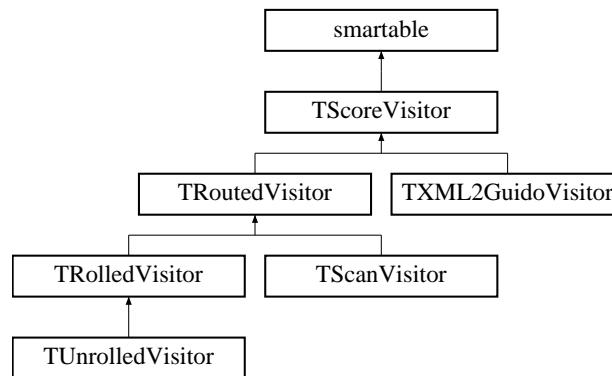 smartable
TScoreVisitor
TRoutedVisitor
TXML2GuidoVisitor
TRolledVisitor
TScanVisitor
TUnrolledVisitor